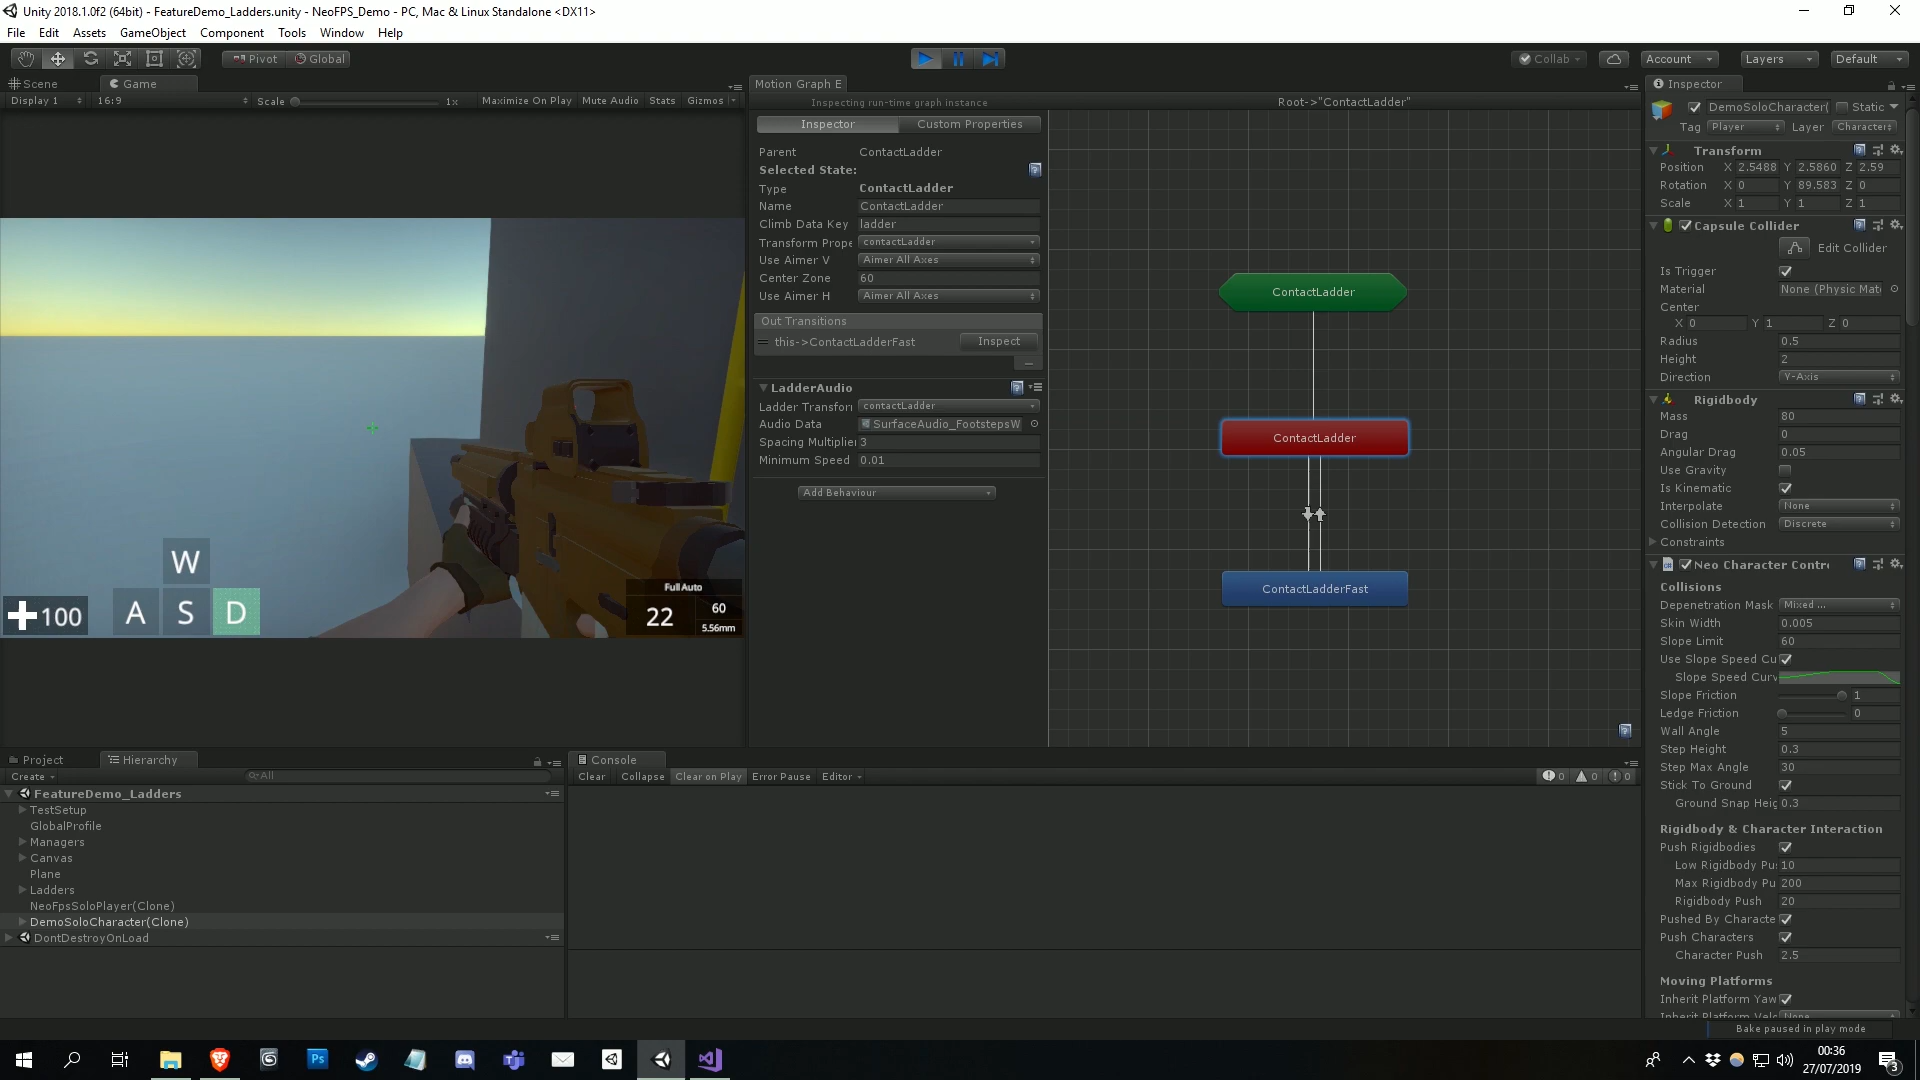 Unity 2018.1.0f2 (64bit) - FeatureDemo_Ladders.unity - NeoFPS_Demo - PC, Mac & Linux Standalone <DX11>
File Edit Assets GameObject Component Tools Window Help
Pivot Global Collab Account Layers Default
Scene Game
Display 1 16:9 Scale 1x Maximize On Play Mute Audio Stats Gizmos
W
A S D
100
Full Auto
22 60
5.56mm
Motion Graph E
Inspecting run-time graph instance
Inspector Custom Properties
Parent ContactLadder
Selected State:
Type ContactLadder
Name ContactLadder
Climb Data Key ladder
Transform Prope contactLadder
Use Aimer V Aimer All Axes
Center Zone 60
Use Aimer H Aimer All Axes
Out Transitions
this->ContactLadderFast Inspect
LadderAudio
Ladder Transfor contactLadder
Audio Data SurfaceAudio_FootstepsW
Spacing Multiplie 3
Minimum Speed 0.01
Add Behaviour
Root->"ContactLadder"
ContactLadder
ContactLadder
ContactLadderFast
Inspector
DemoSoloCharacter( Static
Tag Player Layer Character
Transform
Position X 2.5488 Y 2.5860 Z 2.59
Rotation X 0 Y 89.583 Z 0
Scale X 1 Y 1 Z 1
Capsule Collider
Edit Collider
Is Trigger
Material None (Physic Mat
Center
X 0 Y 1 Z 0
Radius 0.5
Height 2
Direction Y-Axis
Rigidbody
Mass 80
Drag 0
Angular Drag 0.05
Use Gravity
Is Kinematic
Interpolate None
Collision Detection Discrete
Constraints
Neo Character Contr
Collisions
Depenetration Mask Mixed ...
Skin Width 0.005
Slope Limit 60
Use Slope Speed Cu
Slope Speed Curv
Slope Friction 1
Ledge Friction 0
Wall Angle 5
Step Height 0.3
Step Max Angle 30
Stick To Ground
Ground Snap Heig 0.3
Rigidbody & Character Interaction
Push Rigidbodies
Low Rigidbody Pu 10
Max Rigidbody Pu 200
Rigidbody Push 20
Pushed By Characte
Push Characters
Character Push 2.5
Moving Platforms
Inherit Platform Yaw
Inherit Platform Velo None
Bake paused in play mode
Project Hierarchy
Create All
FeatureDemo_Ladders
TestSetup
GlobalProfile
Managers
Canvas
Plane
Ladders
NeoFpsSoloPlayer(Clone)
DemoSoloCharacter(Clone)
DontDestroyOnLoad
Console
Clear Collapse Clear on Play Error Pause Editor 0 0 0
Ps
00:36
27/07/2019
3